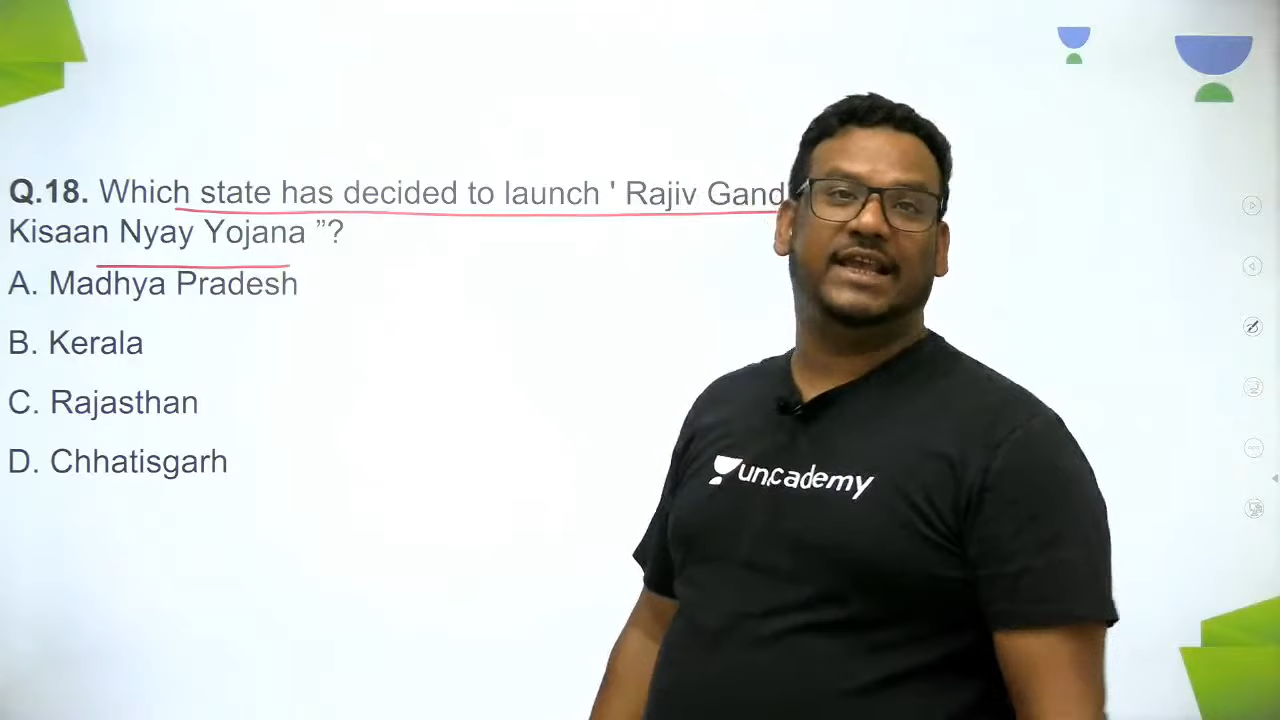 Q.18. Which state has decided to launch ' Rajiv Gand
Kisaan Nyay Yojana ”?
A. Madhya Pradesh
B. Kerala
C. Rajasthan
D. Chhatisgarh
unacademy